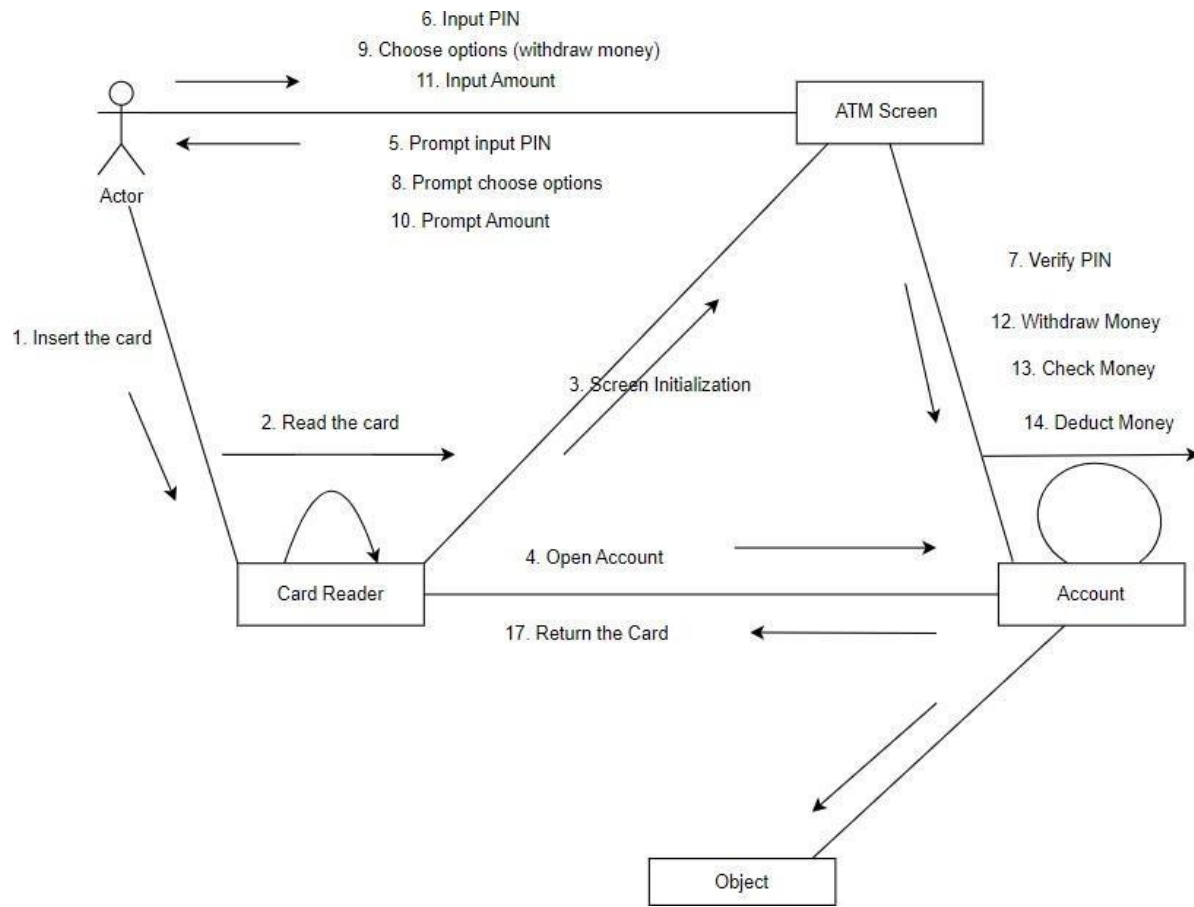 6. Input PIN
9. Choose options (withdraw money)
11. Input Amount
ATM Screen
5. Prompt input PIN
8. Prompt choose options
10. Prompt Amount
Actor
7. Verify PIN
12. Withdraw Money
13. Check Money
14. Deduct Money
1. Insert the card
3. Screen Initialization
2. Read the card
4. Open Account
Card Reader
Account
17. Return the Card
Object